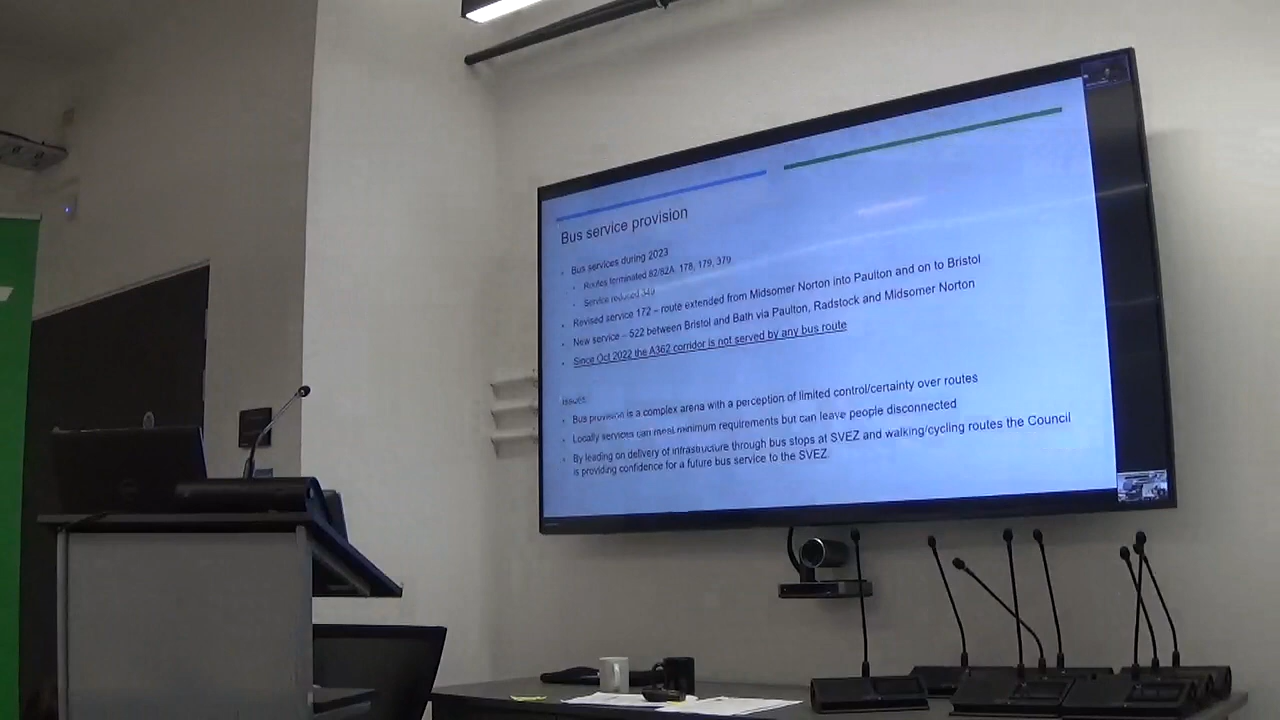 Bus service provision
Bus services during 2023
Routes terminated 82/82A, 178, 179, 379
Service reduced 349
Revised service 172 – route extended from Midsomer Norton into Paulton and on to Bristol
New service – 522 between Bristol and Bath via Paulton, Radstock and Midsomer Norton
Since Oct 2022 the A362 corridor is not served by any bus route
Issues:
Bus provision is a complex arena with a perception of limited control/certainty over routes
Locally services can meet minimum requirements but can leave people disconnected
By leading on delivery of infrastructure through bus stops at SVEZ and walking/cycling routes the Council
is providing confidence for a future bus service to the SVEZ.